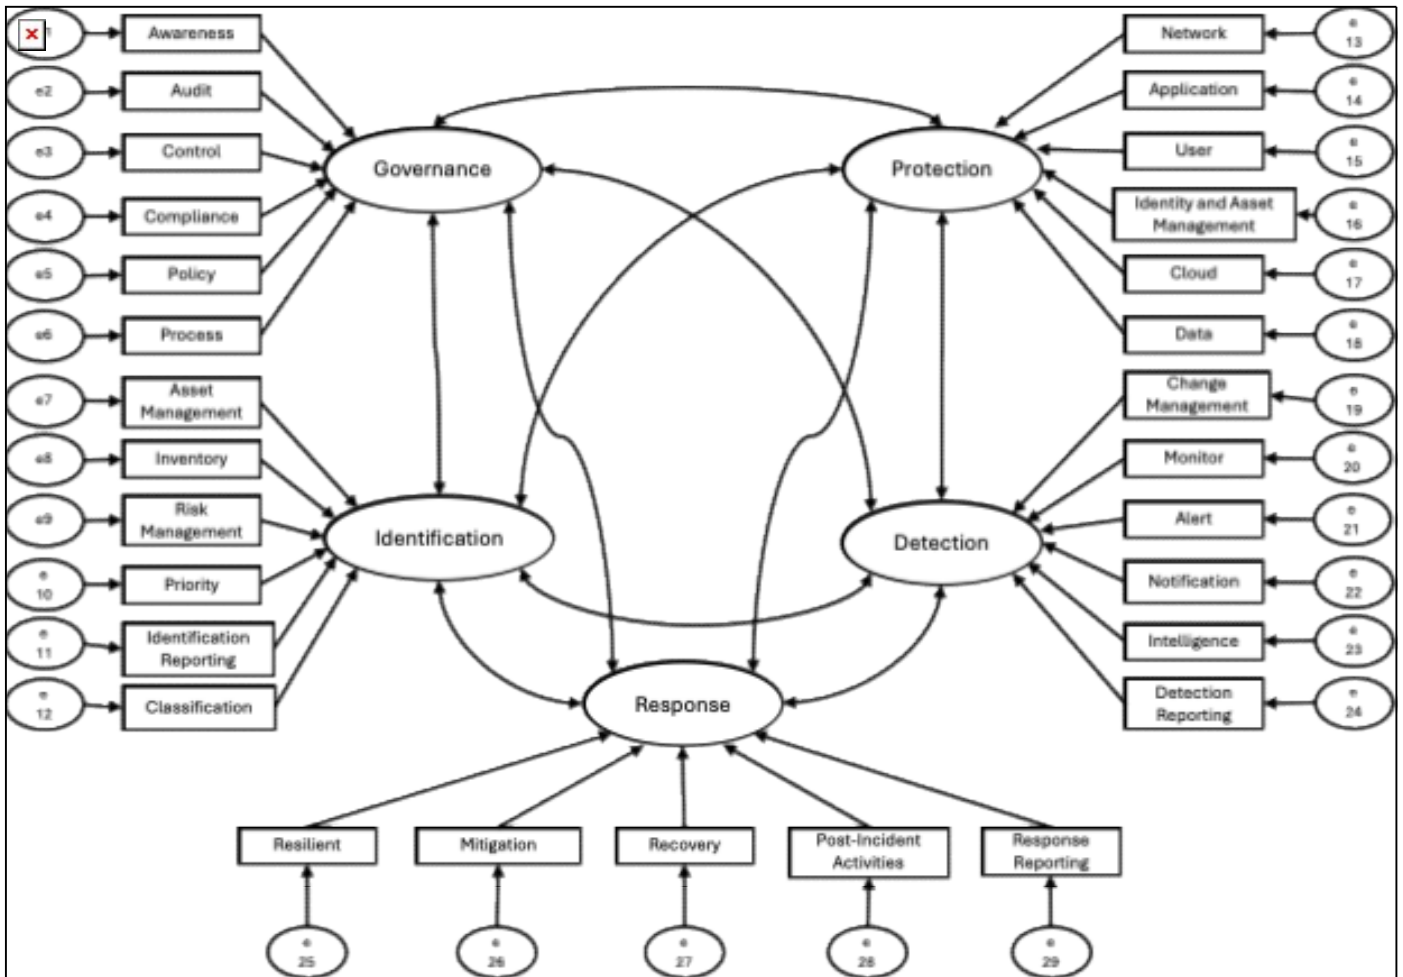 Awareness
e2
Audit
e3
Control
e4
Compliance
e5
Policy
e6
Process
e7
Asset
Management
e8
Inventory
e9
Risk
Management
e
10
Priority
e
11
Identification
Reporting
e
12
Classification
Governance
Protection
Identification
Detection
Response
Network
e
13
Application
e
14
User
e
15
Identity and Asset
Management
e
16
Cloud
e
17
Data
e
18
Change
Management
e
19
Monitor
e
20
Alert
e
21
Notification
e
22
Intelligence
e
23
Detection
Reporting
e
24
Resilient
Mitigation
Recovery
Post-Incident
Activities
Response
Reporting
e
25
e
26
e
27
e
28
e
29